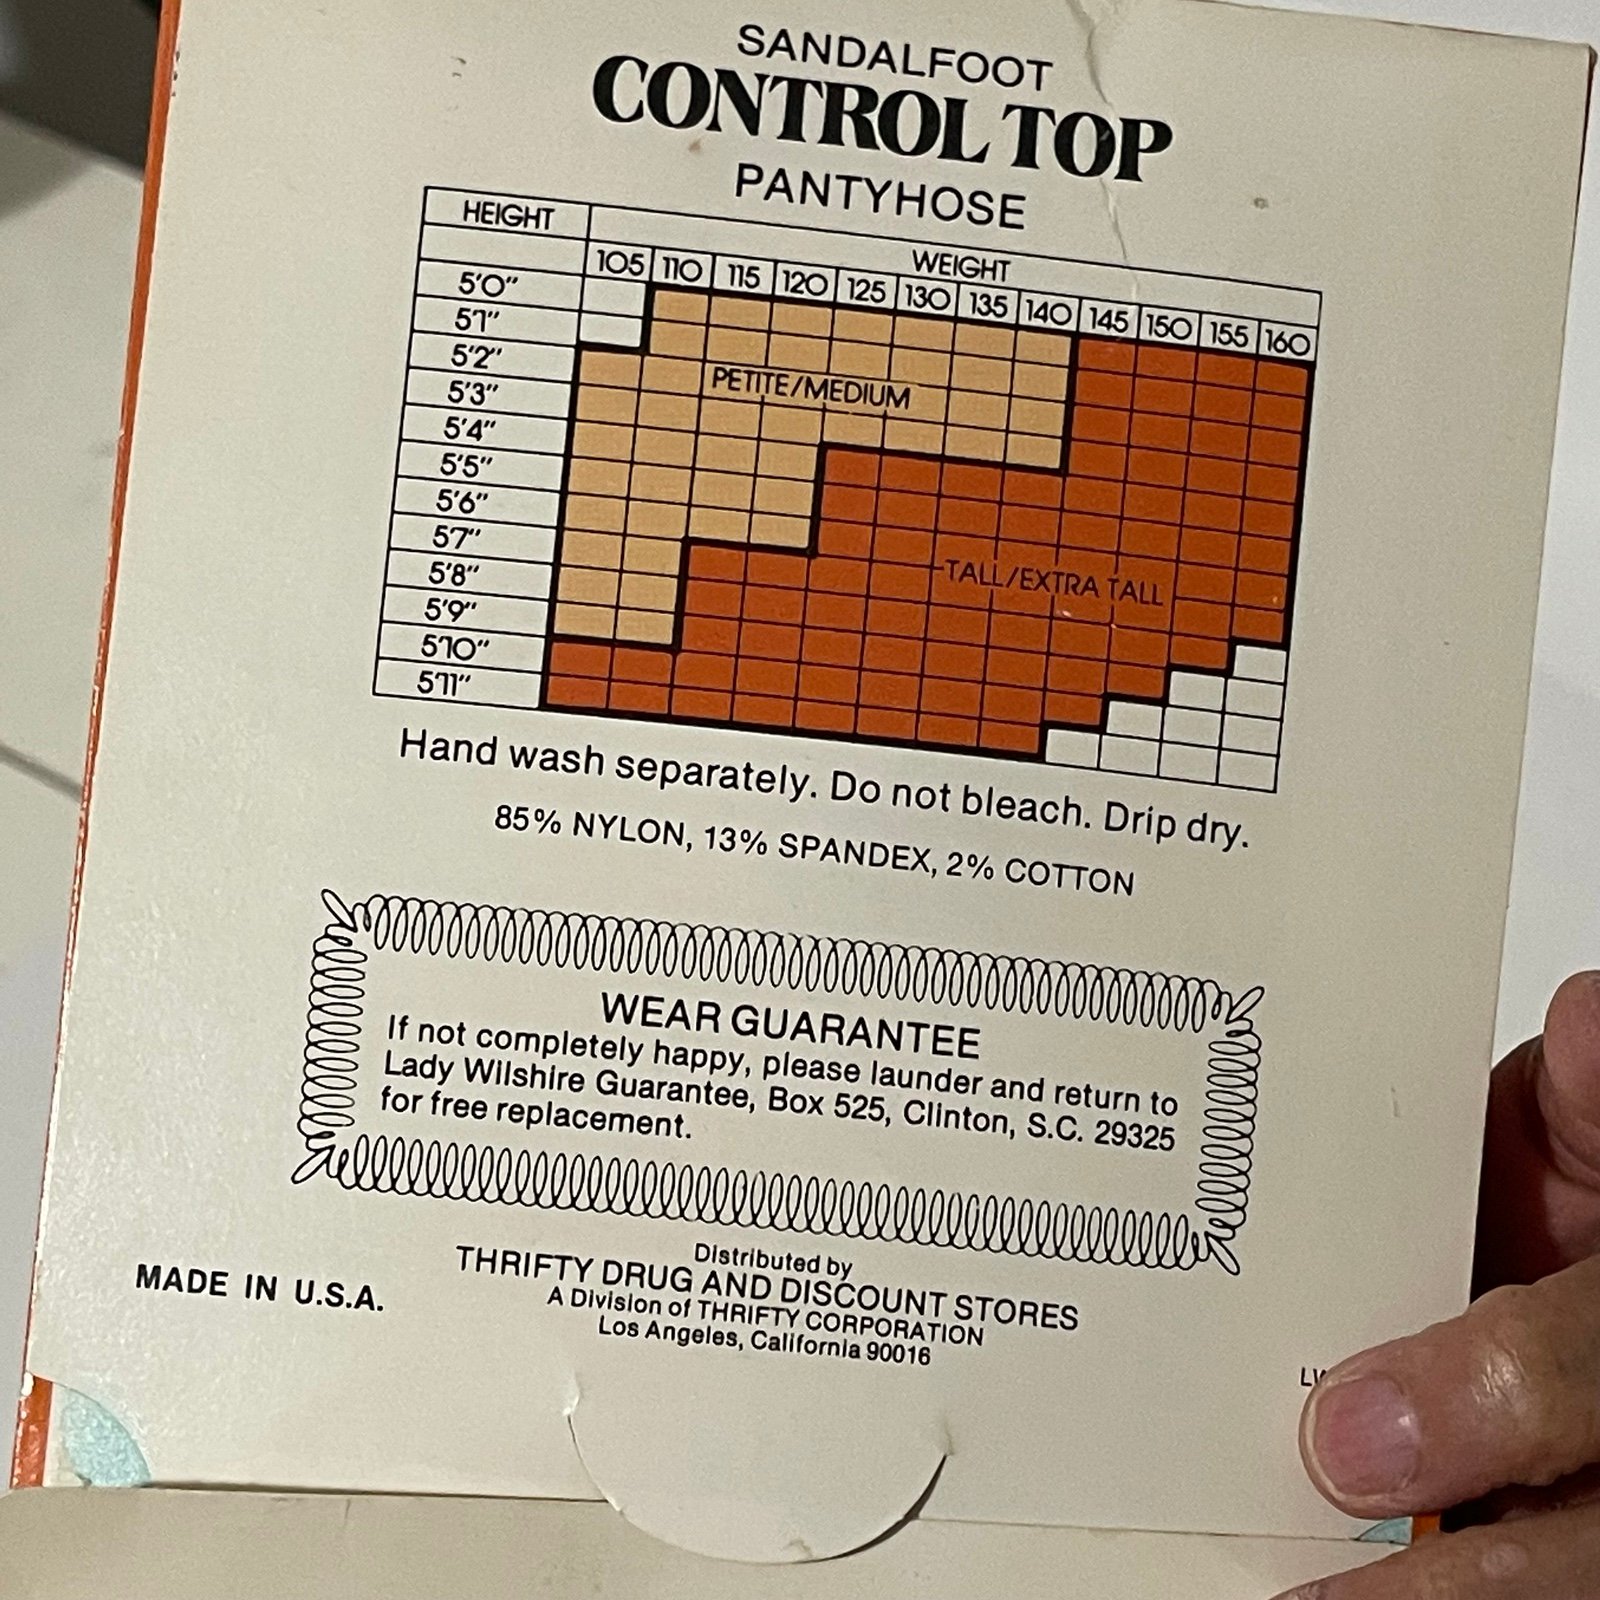 SANDALFOOT
CONTROL TOP
PANTYHOSE
HEIGHT
WEIGHT
105 110 115 120 125 130 135 140 145 150 155 160
5'0"
5'1"
5'2"
5'3"
5'4"
5'5"
5'6"
5'7"
5'8"
5'9"
5'10"
5'11"
PETITE/MEDIUM
TALL/EXTRA TALL
Hand wash separately. Do not bleach. Drip dry.
85% NYLON, 13% SPANDEX, 2% COTTON
WEAR GUARANTEE
If not completely happy, please launder and return to
Lady Wilshire Guarantee, Box 525, Clinton, S.C. 29325
for free replacement.
MADE IN U.S.A.
Distributed by
THRIFTY DRUG AND DISCOUNT STORES
A Division of THRIFTY CORPORATION
Los Angeles, California 90016